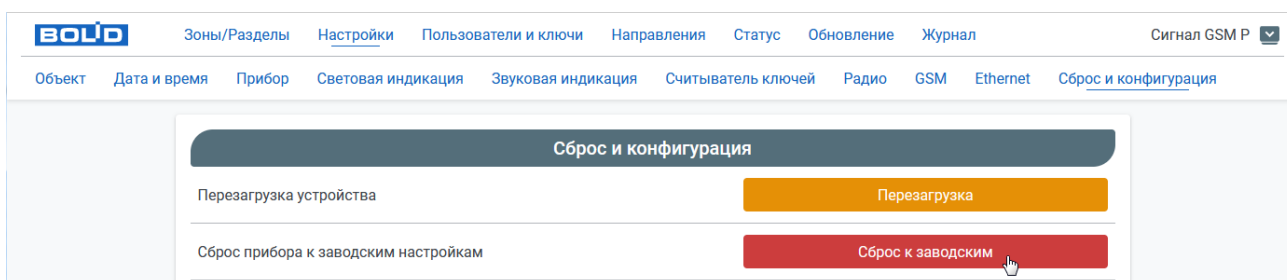 BOLID Зоны/Разделы Настройки Пользователи и ключи Направления Статус Обновление Журнал Сигнал GSM P
Объект Дата и время Прибор Световая индикация Звуковая индикация Считыватель ключей Радио GSM Ethernet Сброс и конфигурация
Сброс и конфигурация
Перезагрузка устройства Перезагрузка
Сброс прибора к заводским настройкам Сброс к заводским